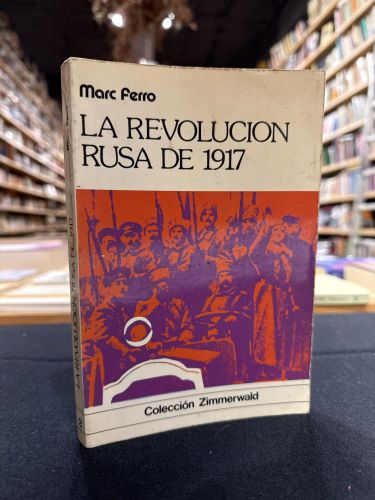 Marc Ferro
LA REVOLUCION
RUSA DE 1917
Colección Zimmerwald
LA REVOLUCION RUSA DE 1917